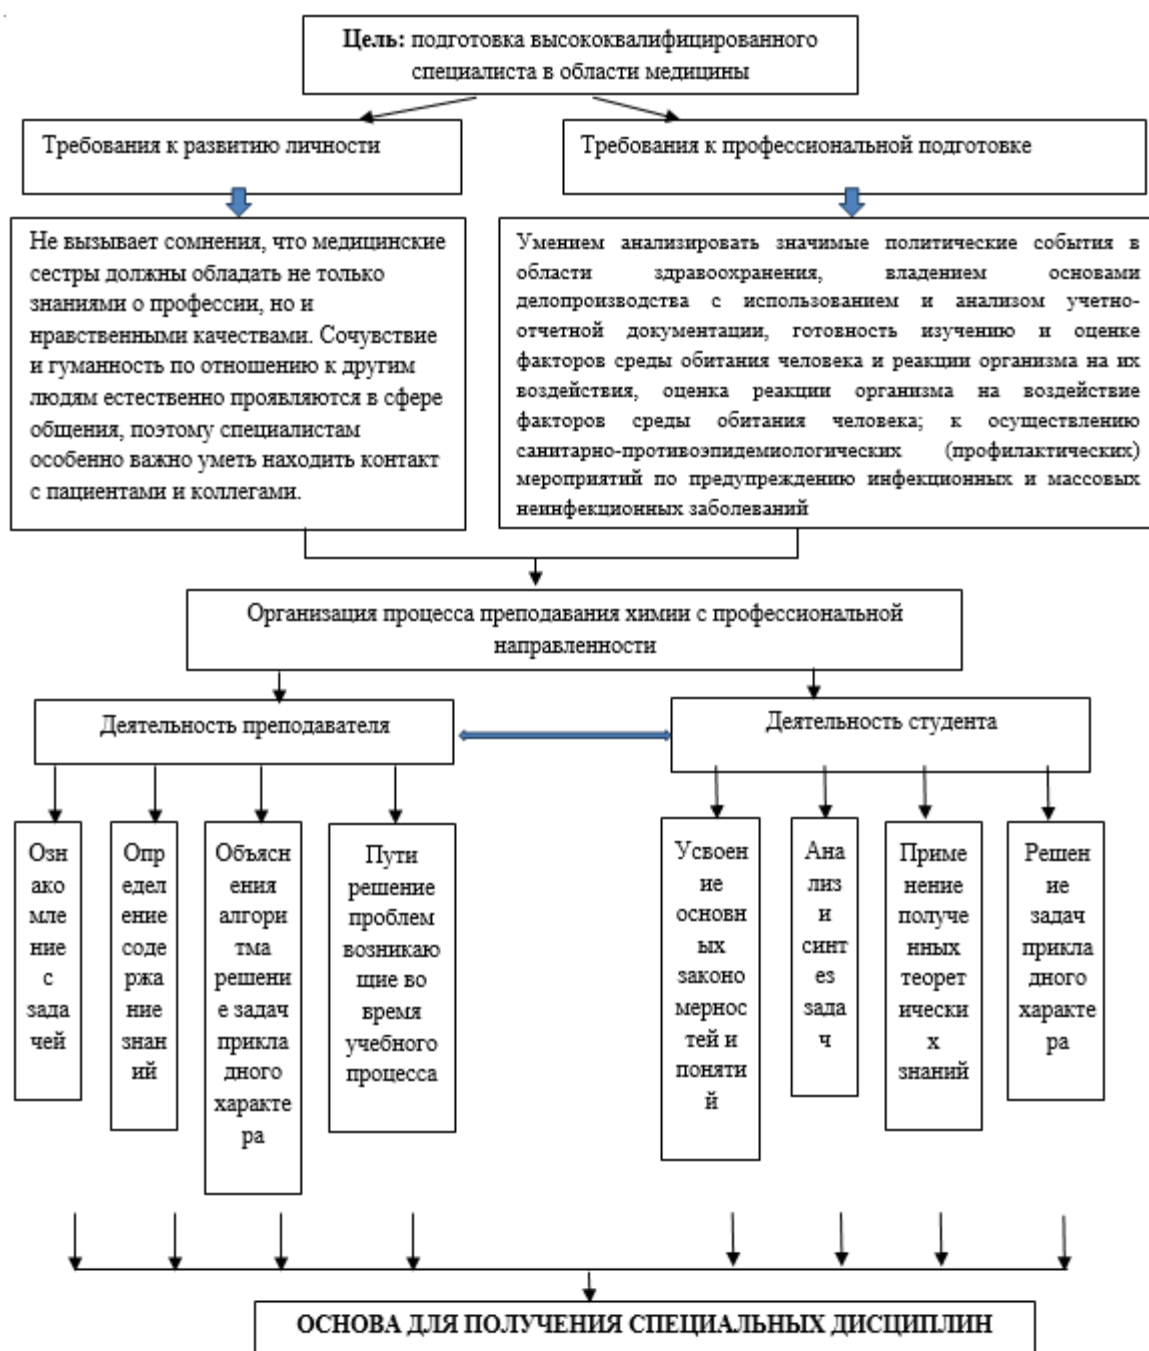 Цель: подготовка высококвалифицированного
специалиста в области медицины
Требования к развитию личности
Требования к профессиональной подготовке
Не вызывает сомнения, что медицинские
сестры должны обладать не только
знаниями о профессии, но и
нравственными качествами. Сочувствие
и гуманность по отношению к другим
людям естественно проявляются в сфере
общения, поэтому специалистам
особенно важно уметь находить контакт
с пациентами и коллегами.
Умением анализировать значимые политические события в
области здравоохранения, владением основами
делопроизводства с использованием и анализом учетно-
отчетной документации, готовность изучению и оценке
факторов среды обитания человека и реакции организма на их
воздействия, оценка реакции организма на воздействие
факторов среды обитания человека; к осуществлению
санитарно-противоэпидемиологических (профилактических)
мероприятий по предупреждению инфекционных и массовых
неинфекционных заболеваний
Организация процесса преподавания химии с профессиональной
направленности
Деятельность преподавателя
Деятельность студента
Озн
ако
мле
ние
с
зада
чей
Опр
едел
ение
соде
ржа
ние
знан
ий
Объясн
ения
алгори
тма
решени
е задач
прикла
дного
характе
ра
Пути
решение
проблем
возникаю
щие во
время
учебного
процесса
Усвоен
ие
основн
ых
законо
мернос
тей и
поняти
й
Ана
лиз
и
синт
ез
зада
ч
Приме
нение
получе
нных
теорет
ически
х
знаний
Решен
ие
задач
прикла
дного
характе
ра
ОСНОВА ДЛЯ ПОЛУЧЕНИЯ СПЕЦИАЛЬНЫХ ДИСЦИПЛИН